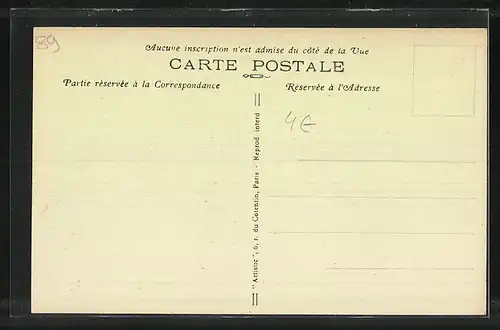 89
Aucune inscription n'est admise du côté de la Vue
CARTE POSTALE
Partie réservée à la Correspondance
Réservée à l'Adresse
4€
"Artistic", 6, r. du Cotentin, Paris - Reprod interd